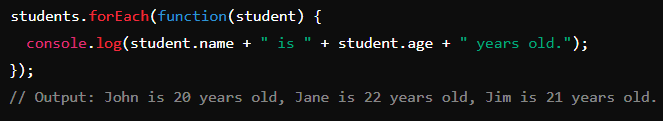 students.forEach(function(student) {
  console.log(student.name + " is " + student.age + " years old.");
});
// Output: John is 20 years old, Jane is 22 years old, Jim is 21 years old.